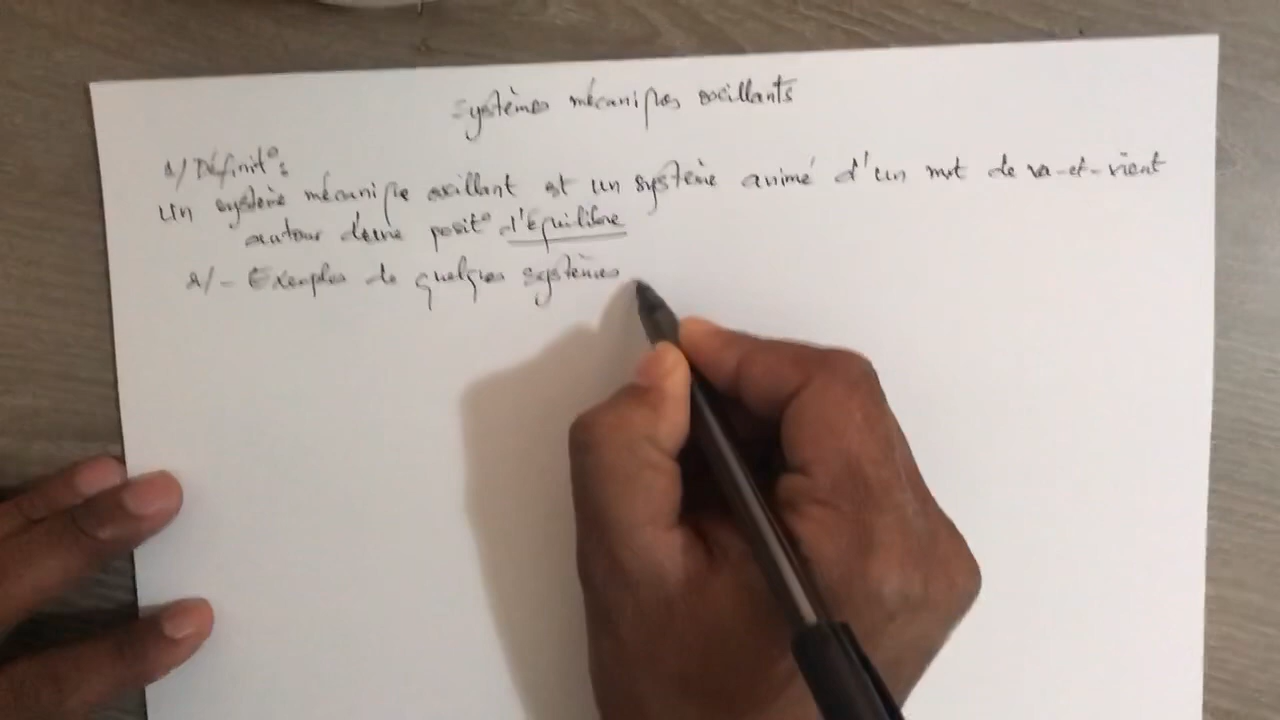 Systèmes mécaniques oscillants
1/ Définit°:
Un système mécanique oscillant est un système animé d'un mvt de va-et-vient
autour d'une posit° d'équilibre
2/- Exemples de quelques systèmes